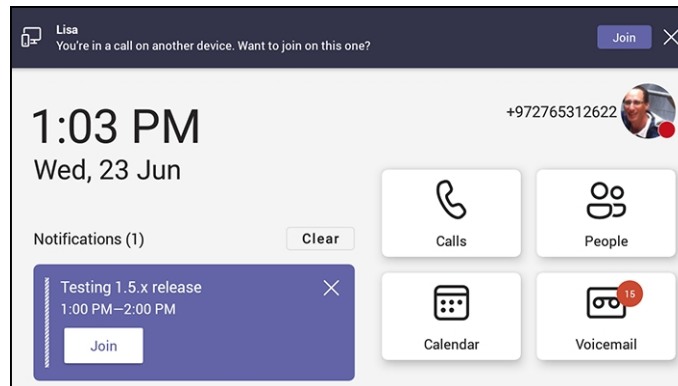 Lisa
You're in a call on another device. Want to join on this one?
Join
1:03 PM
Wed, 23 Jun
+972765312622
Notifications (1)
Clear
Testing 1.5.x release
1:00 PM—2:00 PM
Join
Calls
People
Calendar
15
Voicemail